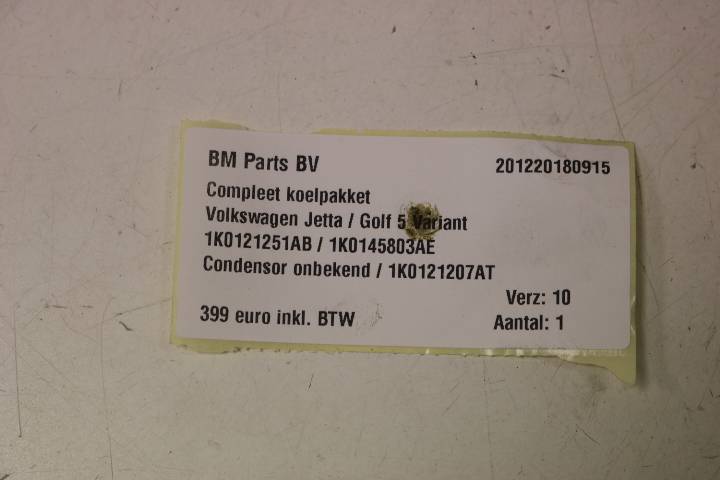 BM Parts BV 201220180915
Compleet koelpakket
Volkswagen Jetta / Golf 5 Variant
1K0121251AB / 1K0145803AE
Condensor onbekend / 1K0121207AT
Verz: 10
399 euro inkl. BTW Aantal: 1